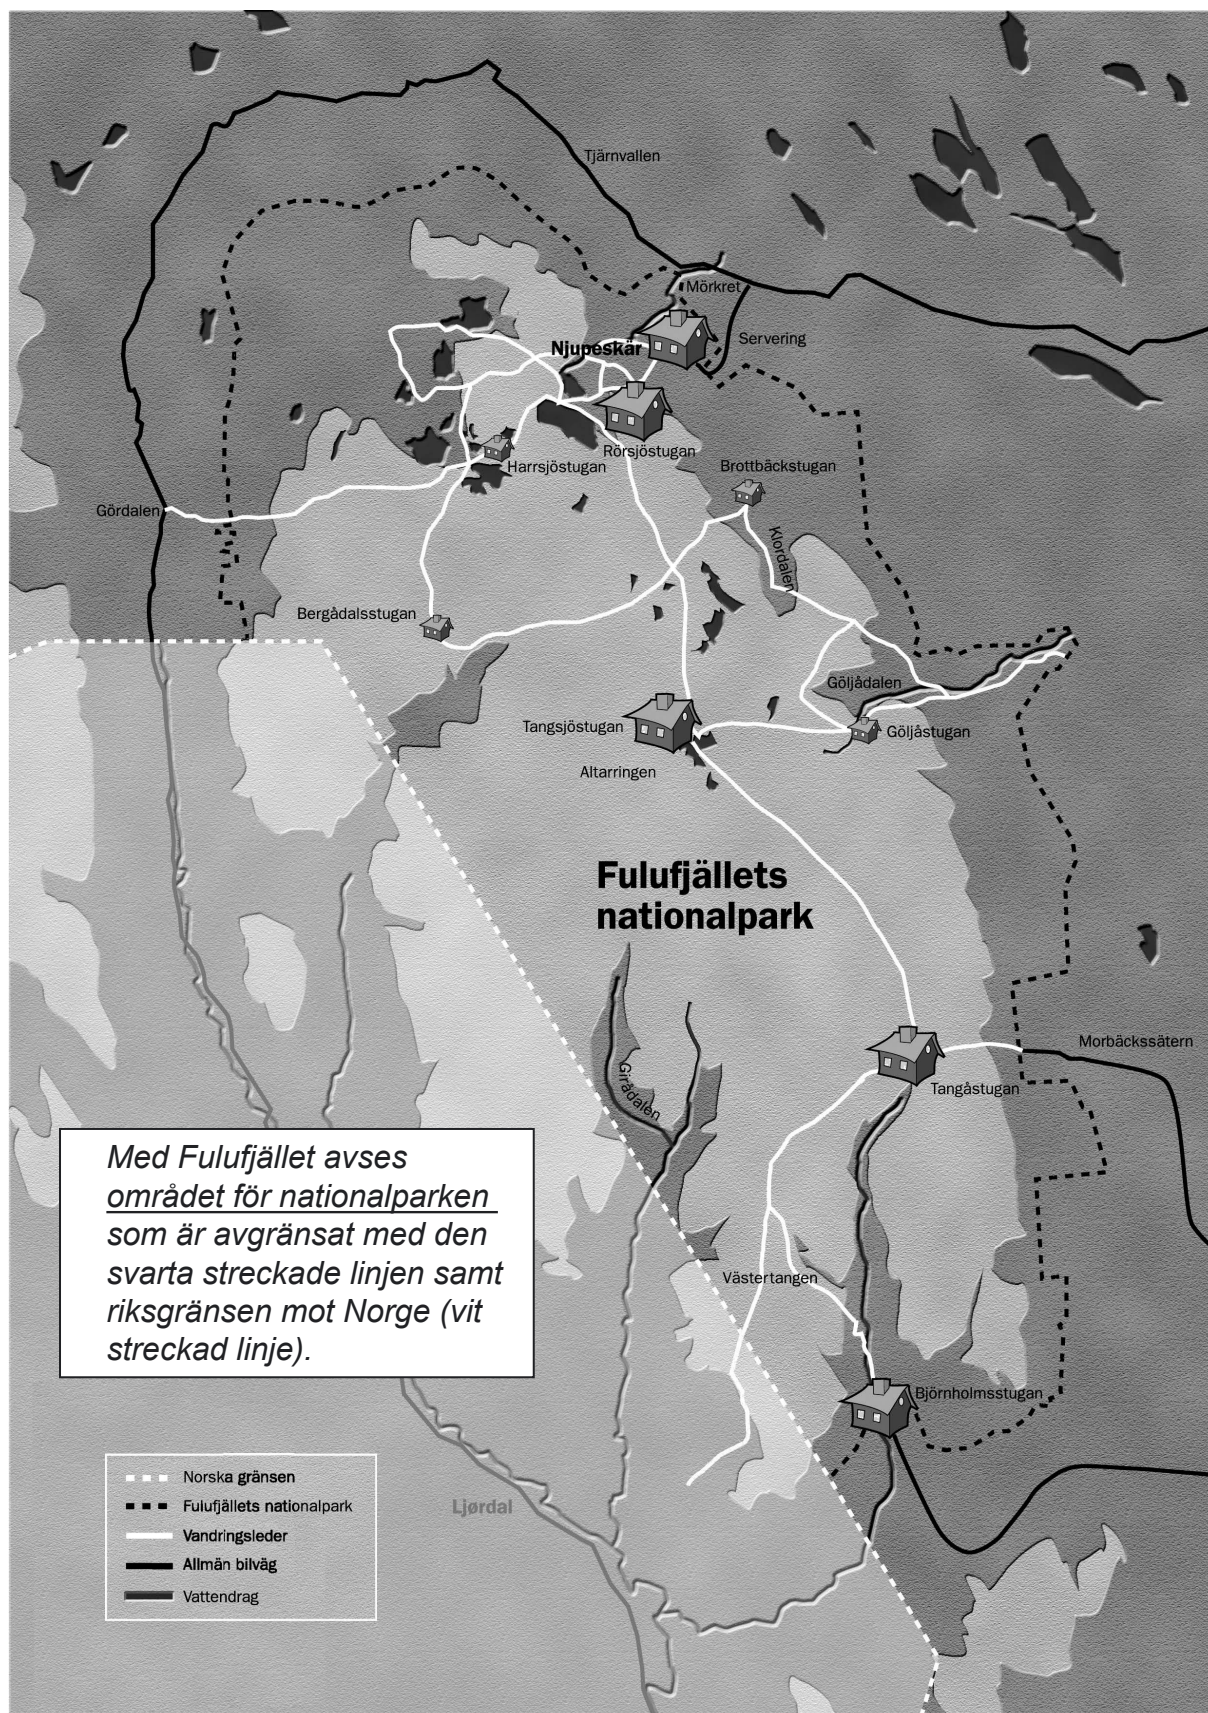 Tjärnvallen
Mörkret
Servering
Njupeskär
Rörsjöstugan
Harrsjöstugan
Brottbäckstugan
Gördalen
Klordalen
Bergådalsstugan
Göljådalen
Tangsjöstugan
Göljåstugan
Altarringen
Fulufjällets
nationalpark
Morbäckssätern
Girådalen
Tangåstugan
Med Fulufjället avses
området för nationalparken
som är avgränsat med den
svarta streckade linjen samt
riksgränsen mot Norge (vit
streckad linje).
Västertangen
Björnholmsstugan
Norska gränsen
Fulufjällets nationalpark
Vandringsleder
Allmän bilväg
Vattendrag
Ljørdal